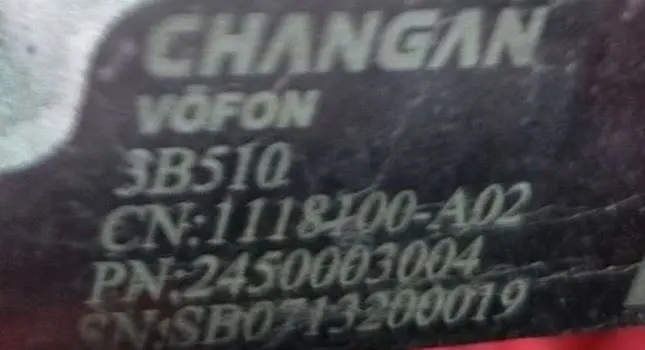 CHANGAN
VOFON
3B510
CN:1118100-A02
PN:2450003004
SN:SB0713200019